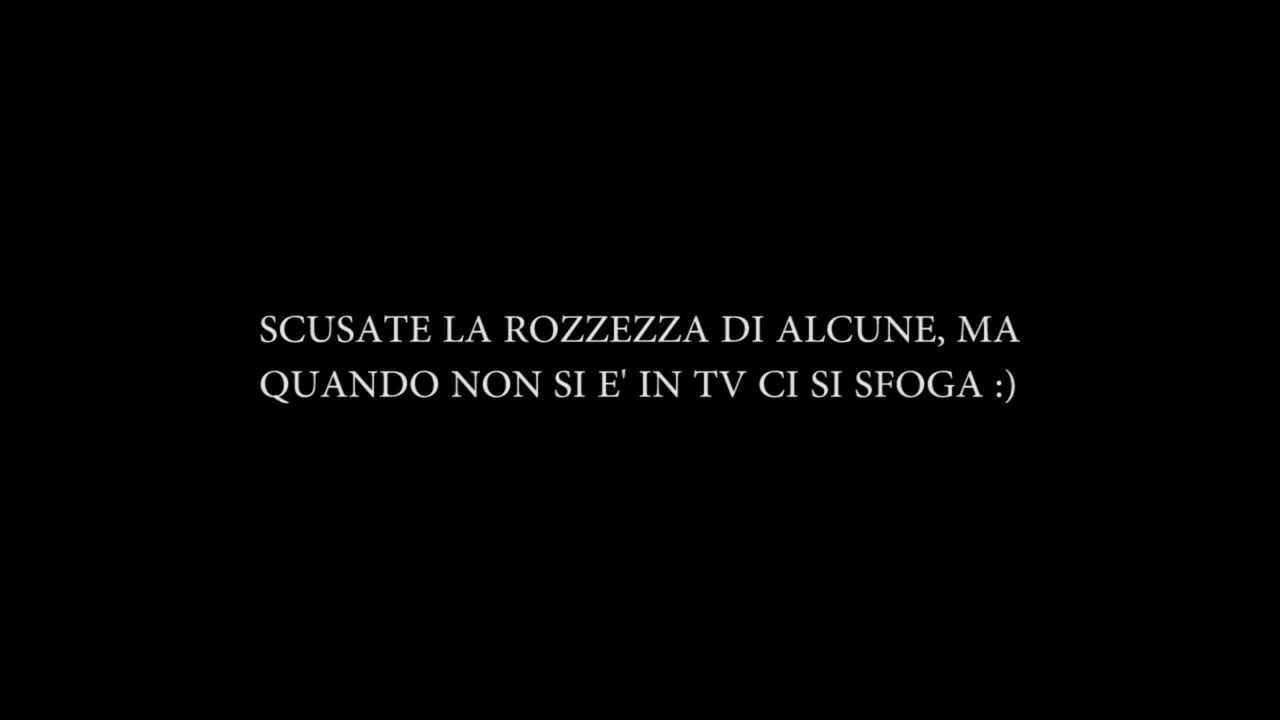 SCUSATE LA ROZZEZZA DI ALCUNE, MA
QUANDO NON SI E' IN TV CI SI SFOGA :)